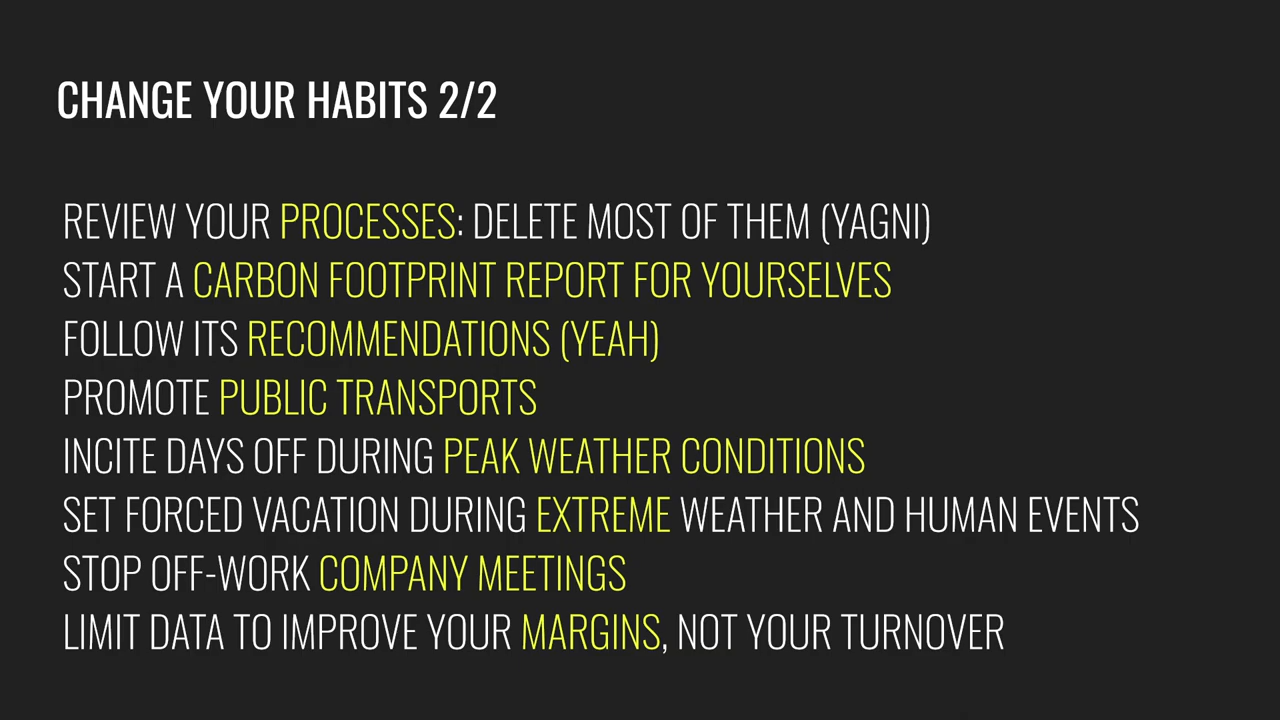 CHANGE YOUR HABITS 2/2
REVIEW YOUR PROCESSES: DELETE MOST OF THEM (YAGNI)
START A CARBON FOOTPRINT REPORT FOR YOURSELVES
FOLLOW ITS RECOMMENDATIONS (YEAH)
PROMOTE PUBLIC TRANSPORTS
INCITE DAYS OFF DURING PEAK WEATHER CONDITIONS
SET FORCED VACATION DURING EXTREME WEATHER AND HUMAN EVENTS
STOP OFF-WORK COMPANY MEETINGS
LIMIT DATA TO IMPROVE YOUR MARGINS, NOT YOUR TURNOVER